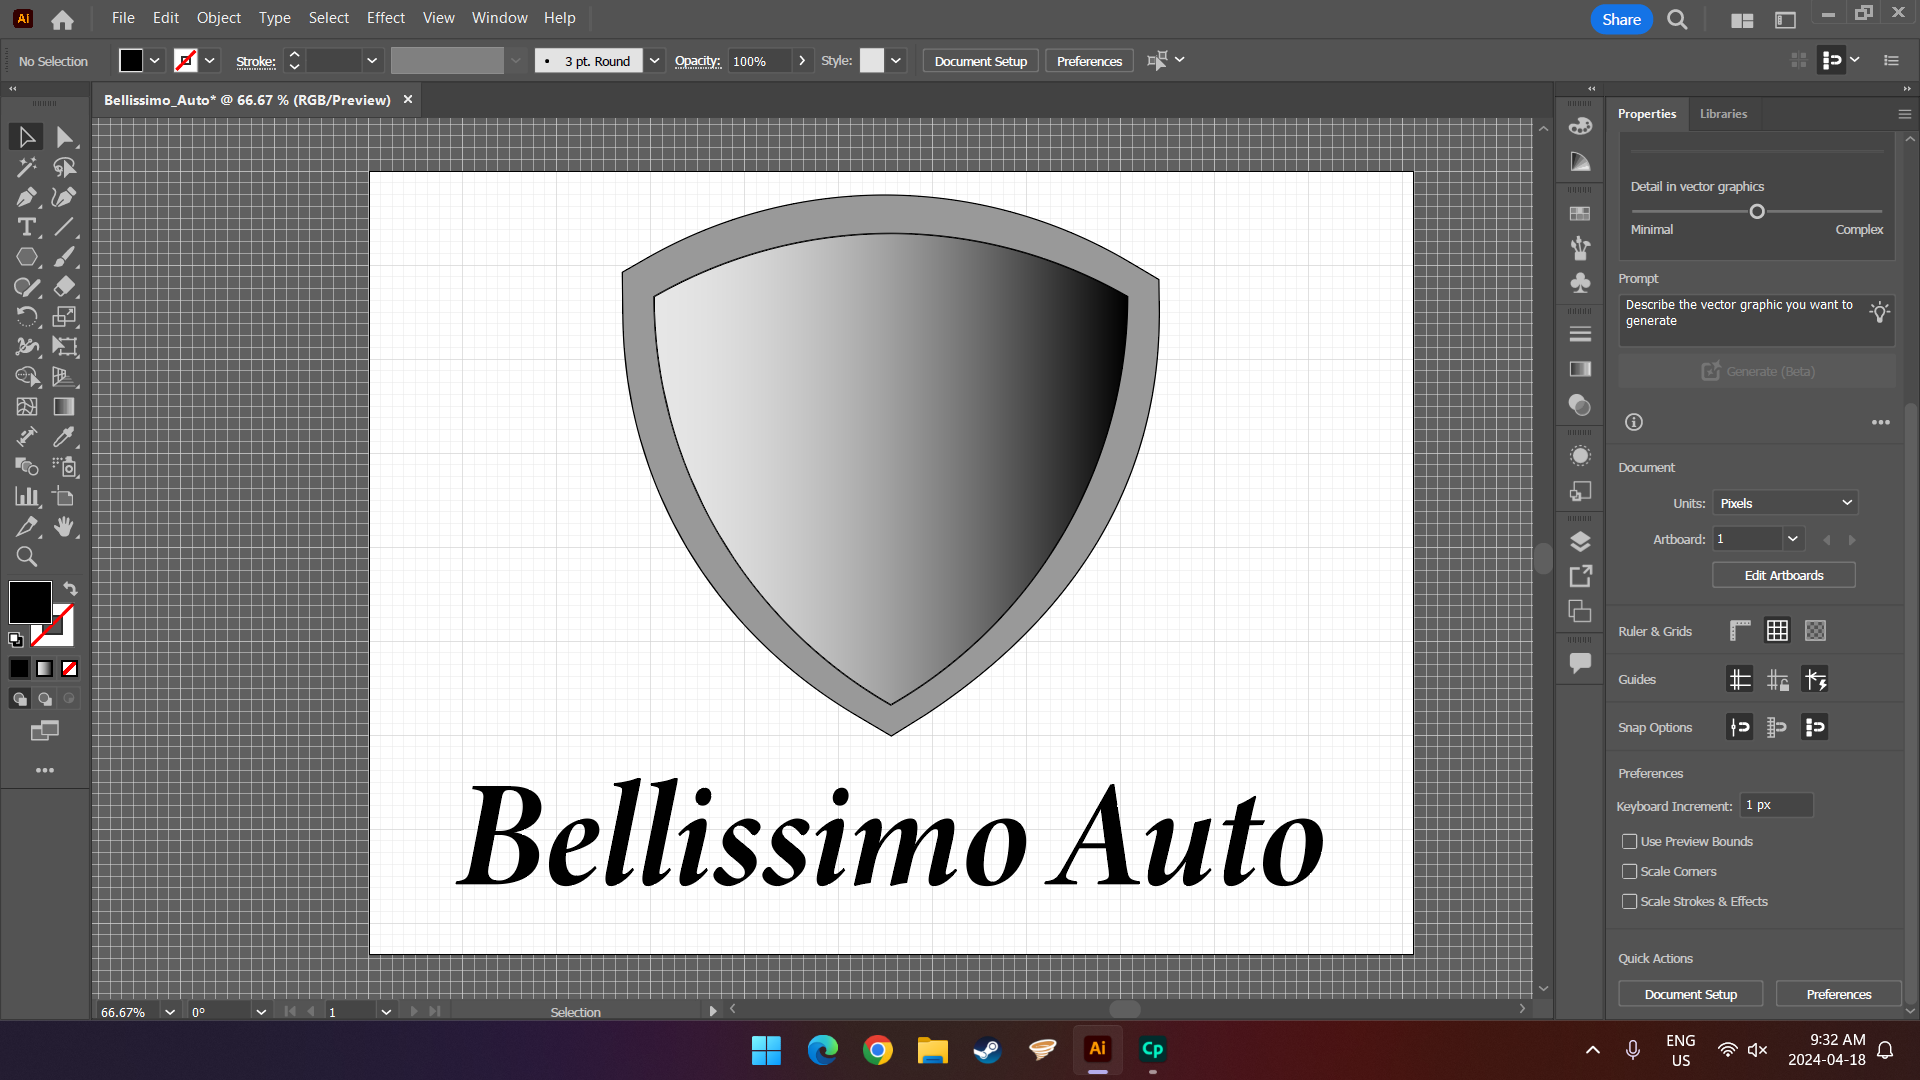 Ai File Edit Object Type Select Effect View Window Help Share
No Selection Stroke: 3 pt. Round Opacity: 100% Style: Document Setup Preferences
Bellissimo_Auto* @ 66.67 % (RGB/Preview)
Properties Libraries
Detail in vector graphics
Minimal Complex
Prompt
Describe the vector graphic you want to
generate
Generate (Beta)
Document
Units: Pixels
Artboard: 1
Edit Artboards
Ruler & Grids
Guides
Snap Options
Preferences
Keyboard Increment: 1 px
Use Preview Bounds
Scale Corners
Scale Strokes & Effects
Quick Actions
Document Setup Preferences
Bellissimo Auto
66.67% 0° 1 Selection
Ai Cp
ENG
US
9:32 AM
2024-04-18